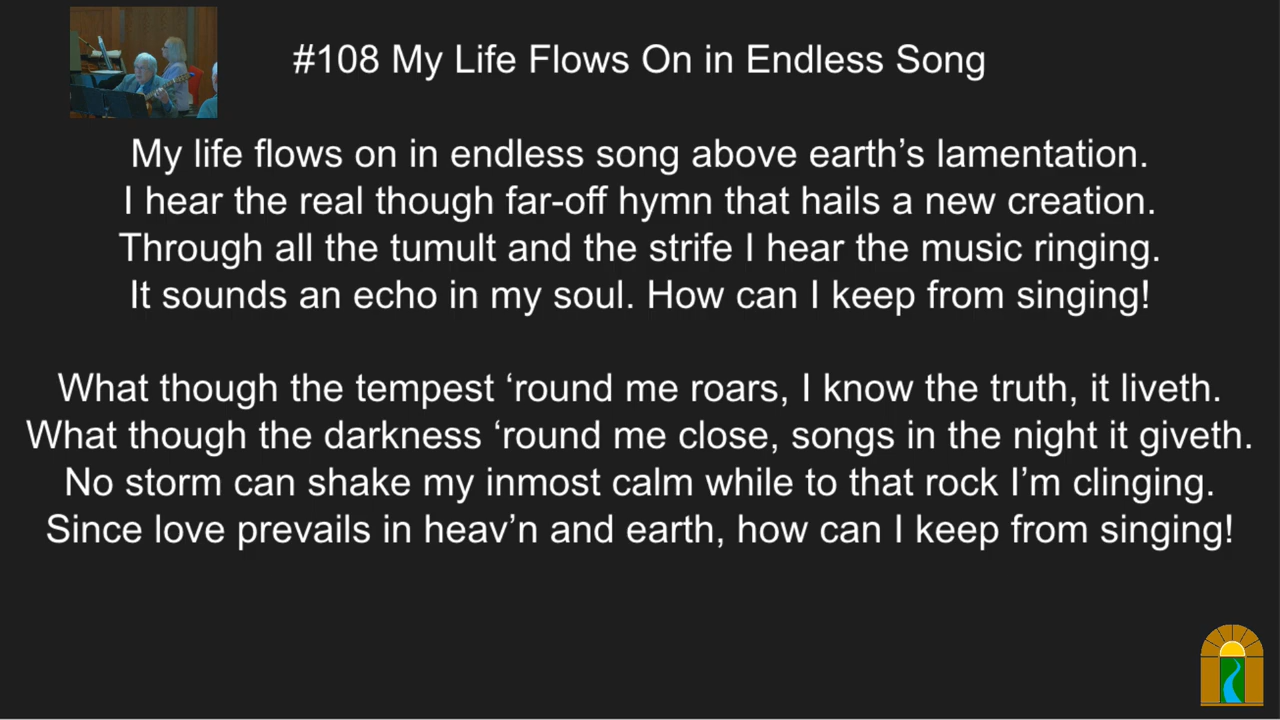 #108 My Life Flows On in Endless Song
My life flows on in endless song above earth’s lamentation.
I hear the real though far-off hymn that hails a new creation.
Through all the tumult and the strife I hear the music ringing.
It sounds an echo in my soul. How can I keep from singing!
What though the tempest ‘round me roars, I know the truth, it liveth.
What though the darkness ‘round me close, songs in the night it giveth.
No storm can shake my inmost calm while to that rock I’m clinging.
Since love prevails in heav’n and earth, how can I keep from singing!